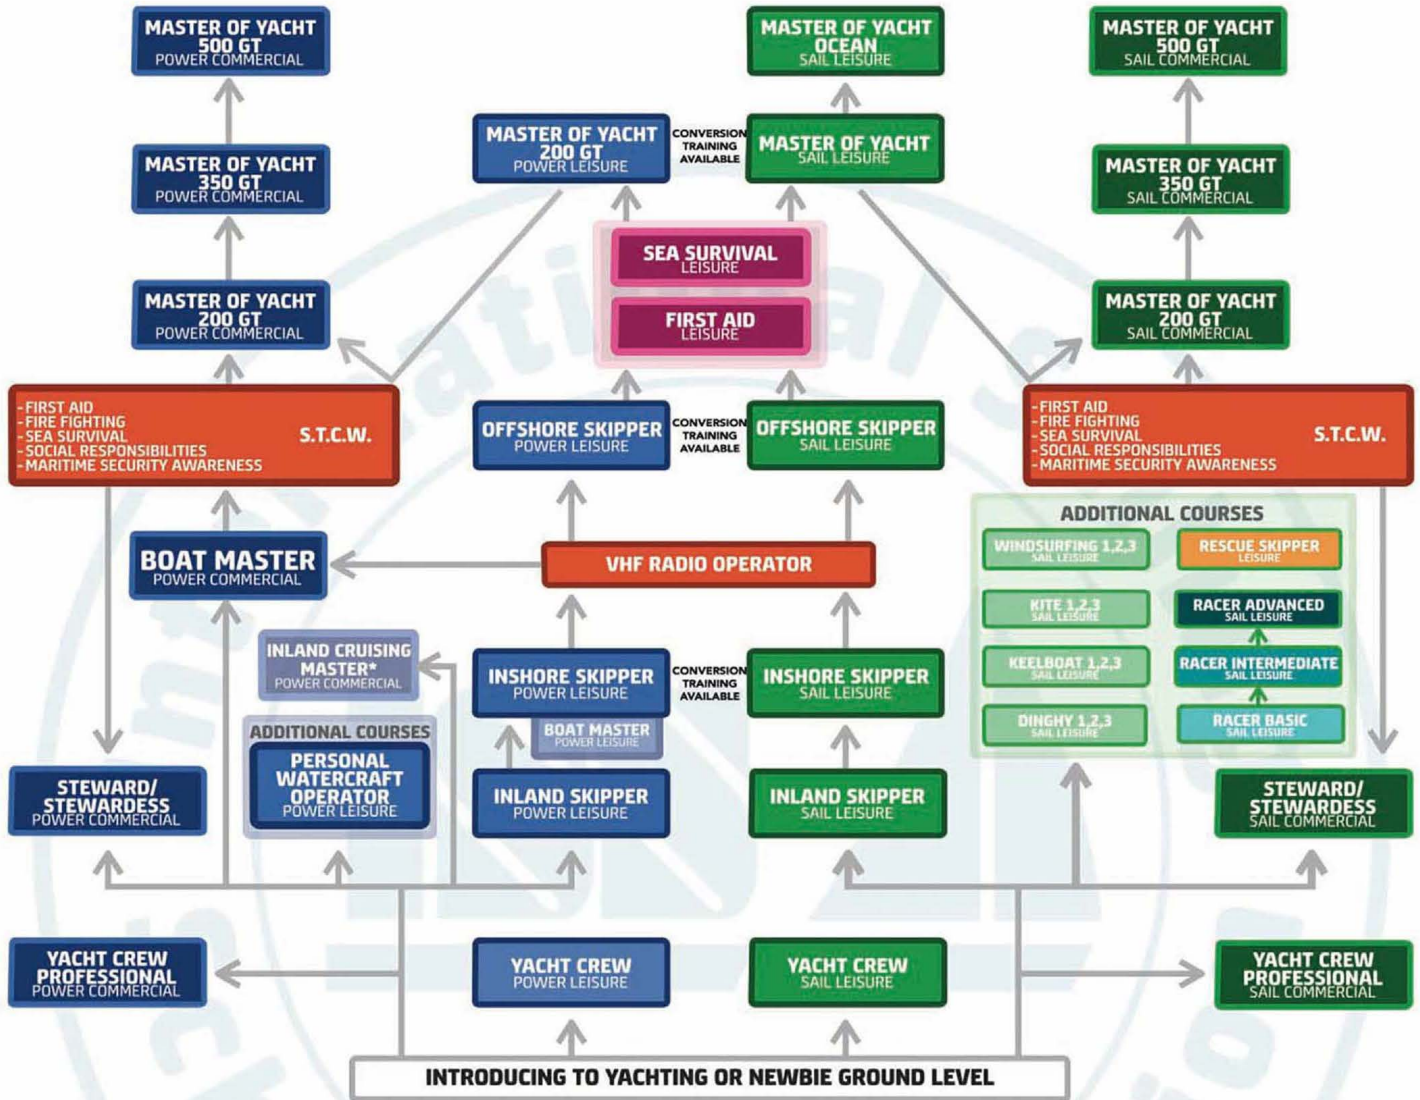 MASTER OF YACHT
500 GT
POWER COMMERCIAL
MASTER OF YACHT
OCEAN
SAIL LEISURE
MASTER OF YACHT
500 GT
SAIL COMMERCIAL
MASTER OF YACHT
350 GT
POWER COMMERCIAL
MASTER OF YACHT
200 GT
POWER LEISURE
CONVERSION
TRAINING
AVAILABLE
MASTER OF YACHT
SAIL LEISURE
MASTER OF YACHT
350 GT
SAIL COMMERCIAL
SEA SURVIVAL
LEISURE
FIRST AID
LEISURE
MASTER OF YACHT
200 GT
POWER COMMERCIAL
MASTER OF YACHT
200 GT
SAIL COMMERCIAL
-FIRST AID
-FIRE FIGHTING
-SEA SURVIVAL
-SOCIAL RESPONSIBILITIES
-MARITIME SECURITY AWARENESS
S.T.C.W.
OFFSHORE SKIPPER
POWER LEISURE
CONVERSION
TRAINING
AVAILABLE
OFFSHORE SKIPPER
SAIL LEISURE
-FIRST AID
-FIRE FIGHTING
-SEA SURVIVAL
-SOCIAL RESPONSIBILITIES
-MARITIME SECURITY AWARENESS
S.T.C.W.
BOAT MASTER
POWER COMMERCIAL
VHF RADIO OPERATOR
ADDITIONAL COURSES
WINDSURFING 1,2,3
SAIL LEISURE
RESCUE SKIPPER
LEISURE
KITE 1,2,3
SAIL LEISURE
RACER ADVANCED
SAIL LEISURE
KEELBOAT 1,2,3
SAIL LEISURE
RACER INTERMEDIATE
SAIL LEISURE
DINGHY 1,2,3
SAIL LEISURE
RACER BASIC
SAIL LEISURE
INLAND CRUISING
MASTER*
POWER COMMERCIAL
INSHORE SKIPPER
POWER LEISURE
CONVERSION
TRAINING
AVAILABLE
INSHORE SKIPPER
SAIL LEISURE
BOAT MASTER
POWER LEISURE
ADDITIONAL COURSES
PERSONAL
WATERCRAFT
OPERATOR
POWER LEISURE
STEWARD/
STEWARDESS
POWER COMMERCIAL
INLAND SKIPPER
POWER LEISURE
INLAND SKIPPER
SAIL LEISURE
STEWARD/
STEWARDESS
SAIL COMMERCIAL
YACHT CREW
PROFESSIONAL
POWER COMMERCIAL
YACHT CREW
POWER LEISURE
YACHT CREW
SAIL LEISURE
YACHT CREW
PROFESSIONAL
SAIL COMMERCIAL
INTRODUCING TO YACHTING OR NEWBIE GROUND LEVEL